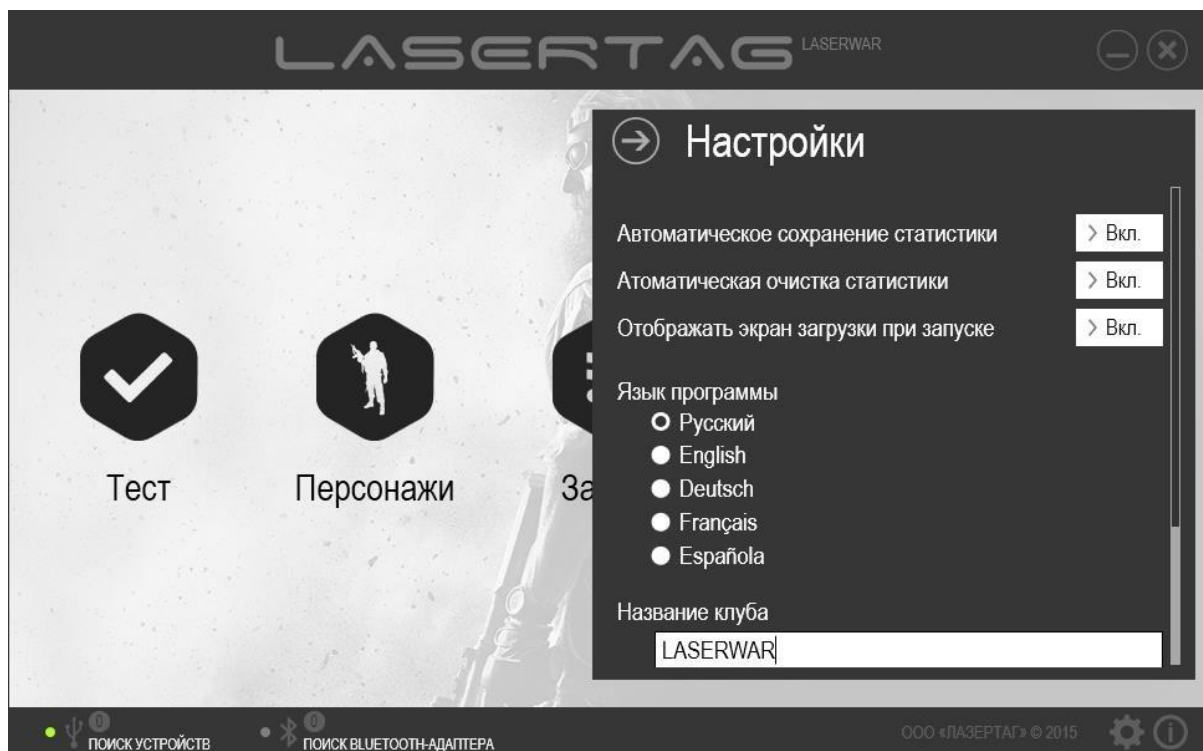 LASERTAG LASERWAR
Настройки
Автоматическое сохранение статистики Вкл.
Атоматическая очистка статистики Вкл.
Отображать экран загрузки при запуске Вкл.
Язык программы
Русский
English
Deutsch
Français
Española
Название клуба
LASERWAR
Тест
Персонажи
За
0
ПОИСК УСТРОЙСТВ
0
ПОИСК BLUETOOTH-АДАПТЕРА
ООО «ЛАЗЕРТАГ» © 2015